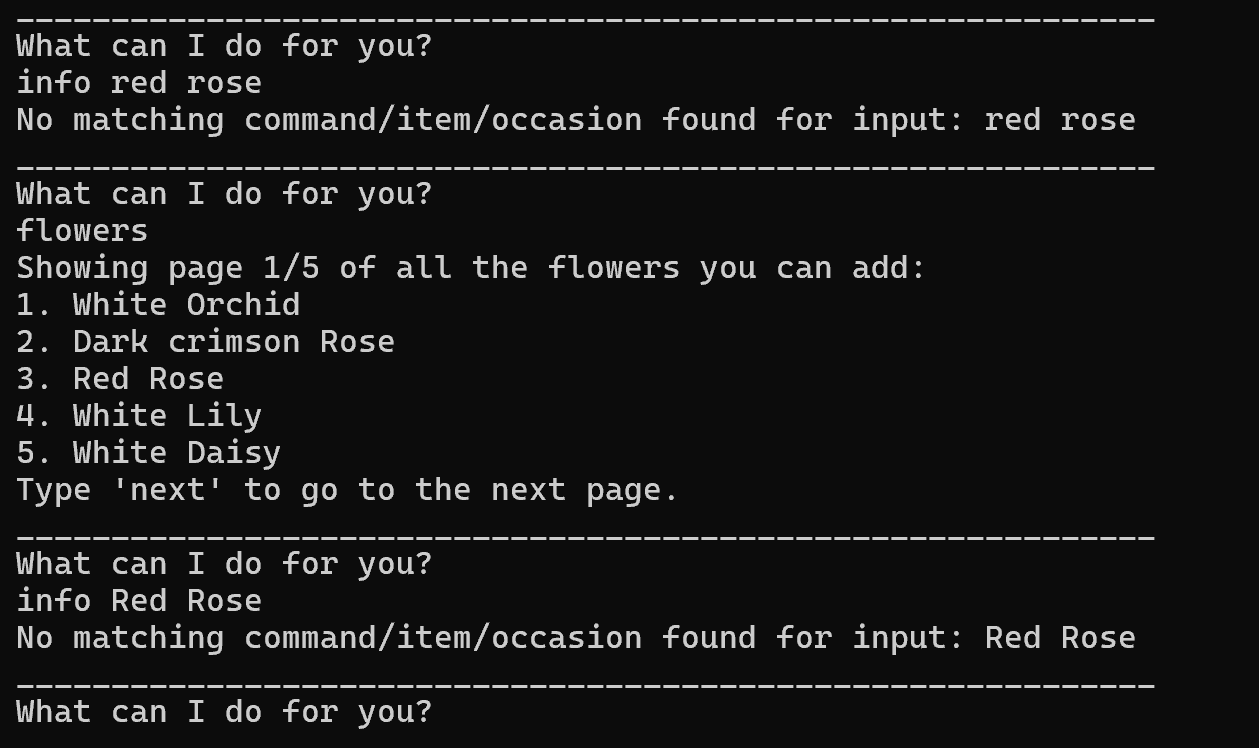 ____________________________________________________________
What can I do for you?
info red rose
No matching command/item/occasion found for input: red rose
____________________________________________________________
What can I do for you?
flowers
Showing page 1/5 of all the flowers you can add:
1. White Orchid
2. Dark crimson Rose
3. Red Rose
4. White Lily
5. White Daisy
Type 'next' to go to the next page.
____________________________________________________________
What can I do for you?
info Red Rose
No matching command/item/occasion found for input: Red Rose
____________________________________________________________
What can I do for you?